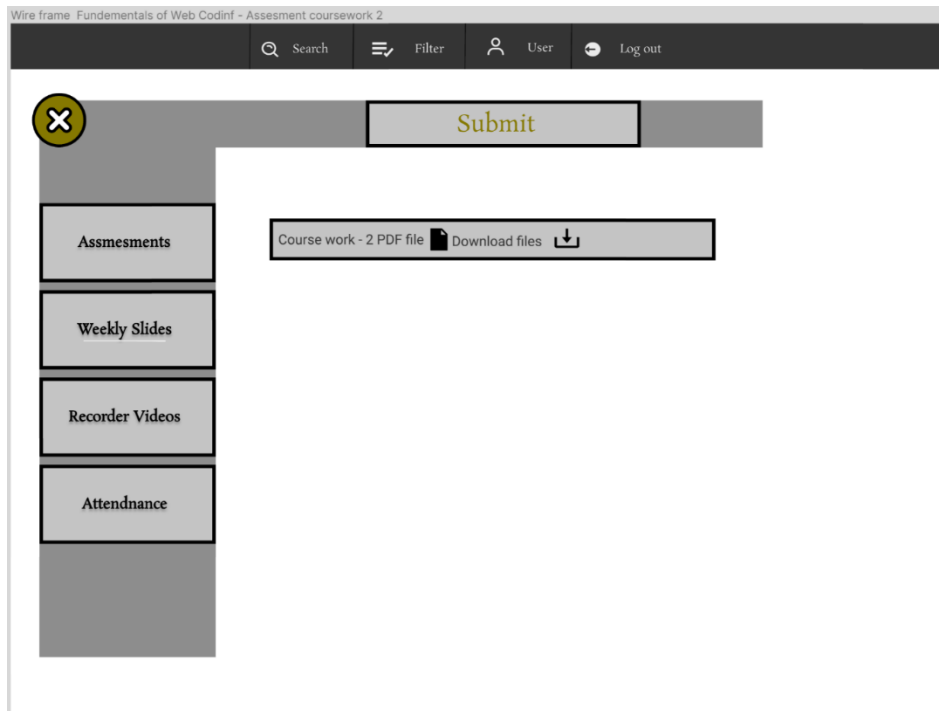 Wire frame Fundementals of Web Codinf - Assesment coursework 2
Search Filter User Log out
Submit
Assmesments
Course work - 2 PDF file Download files
Weekly Slides
Recorder Videos
Attendnance